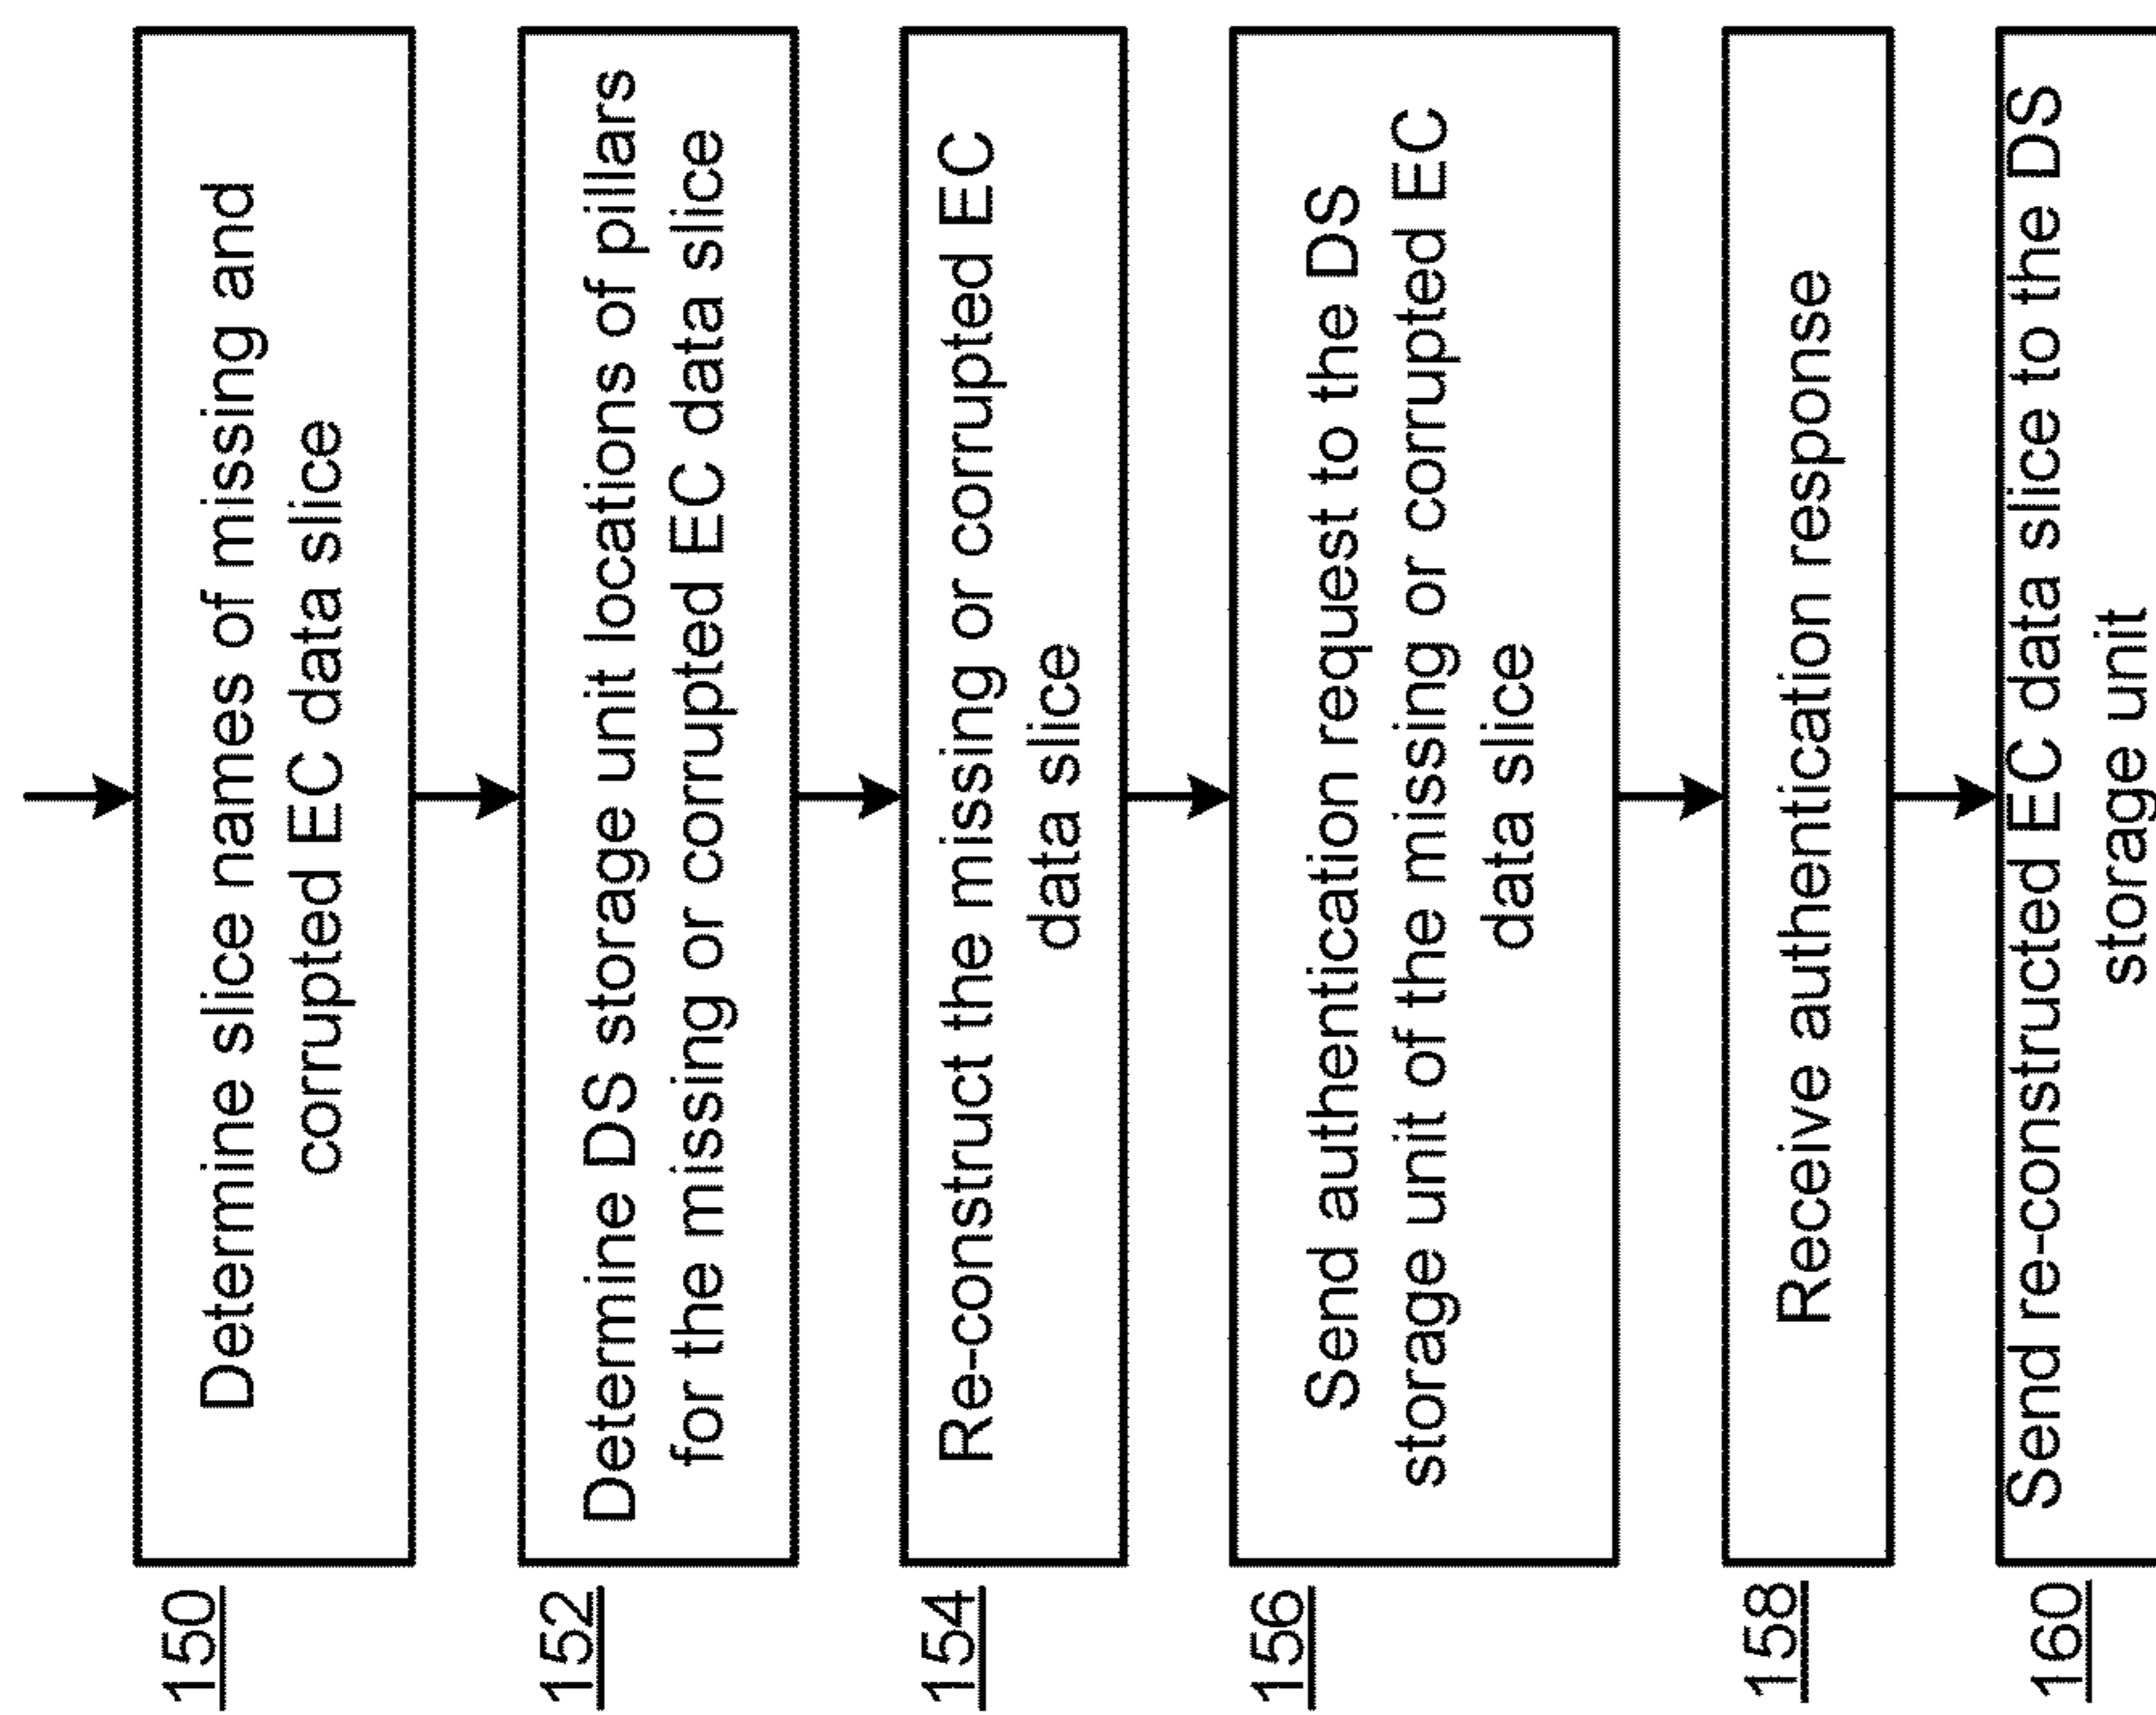 150
Determine slice names of missing and
corrupted EC data slice
152
Determine DS storage unit locations of pillars
for the missing or corrupted EC data slice
154
Re-construct the missing or corrupted EC
data slice
156
Send authentication request to the DS
storage unit of the missing or corrupted EC
data slice
158
Receive authentication response
160
Send re-constructed EC data slice to the DS
storage unit